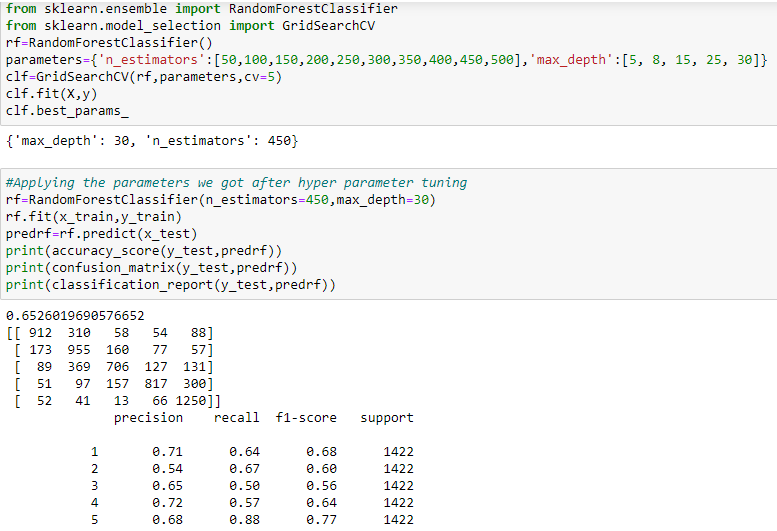 from sklearn.ensemble import RandomForestClassifier
from sklearn.model_selection import GridSearchCV
rf=RandomForestClassifier()
parameters={'n_estimators':[50,100,150,200,250,300,350,400,450,500],'max_depth':[5, 8, 15, 25, 30]}
clf=GridSearchCV(rf,parameters,cv=5)
clf.fit(X,y)
clf.best_params_
{'max_depth': 30, 'n_estimators': 450}
#Applying the parameters we got after hyper parameter tuning
rf=RandomForestClassifier(n_estimators=450,max_depth=30)
rf.fit(x_train,y_train)
predrf=rf.predict(x_test)
print(accuracy_score(y_test,predrf))
print(confusion_matrix(y_test,predrf))
print(classification_report(y_test,predrf))
0.6526019690576652
[[ 912 310 58 54 88]
[ 173 955 160 77 57]
[ 89 369 706 127 131]
[ 51 97 157 817 300]
[ 52 41 13 66 1250]]
precision recall f1-score support
1 0.71 0.64 0.68 1422
2 0.54 0.67 0.60 1422
3 0.65 0.50 0.56 1422
4 0.72 0.57 0.64 1422
5 0.68 0.88 0.77 1422